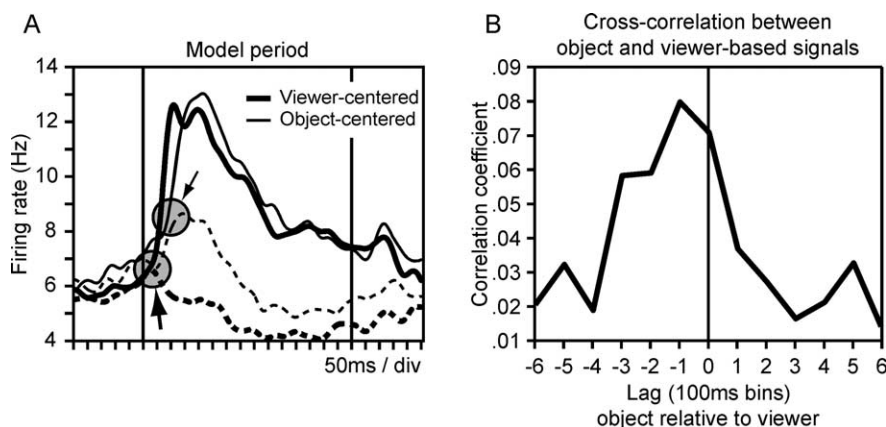 A
Model period
14
12
10
8
6
4
Firing rate (Hz)
Viewer-centered
Object-centered
50ms / div
B
Cross-correlation between
object and viewer-based signals
.09
.08
.07
.06
.05
.04
.03
.02
.01
Correlation coefficient
-6 -5 -4 -3 -2 -1 0 1 2 3 4 5 6
Lag (100ms bins)
object relative to viewer